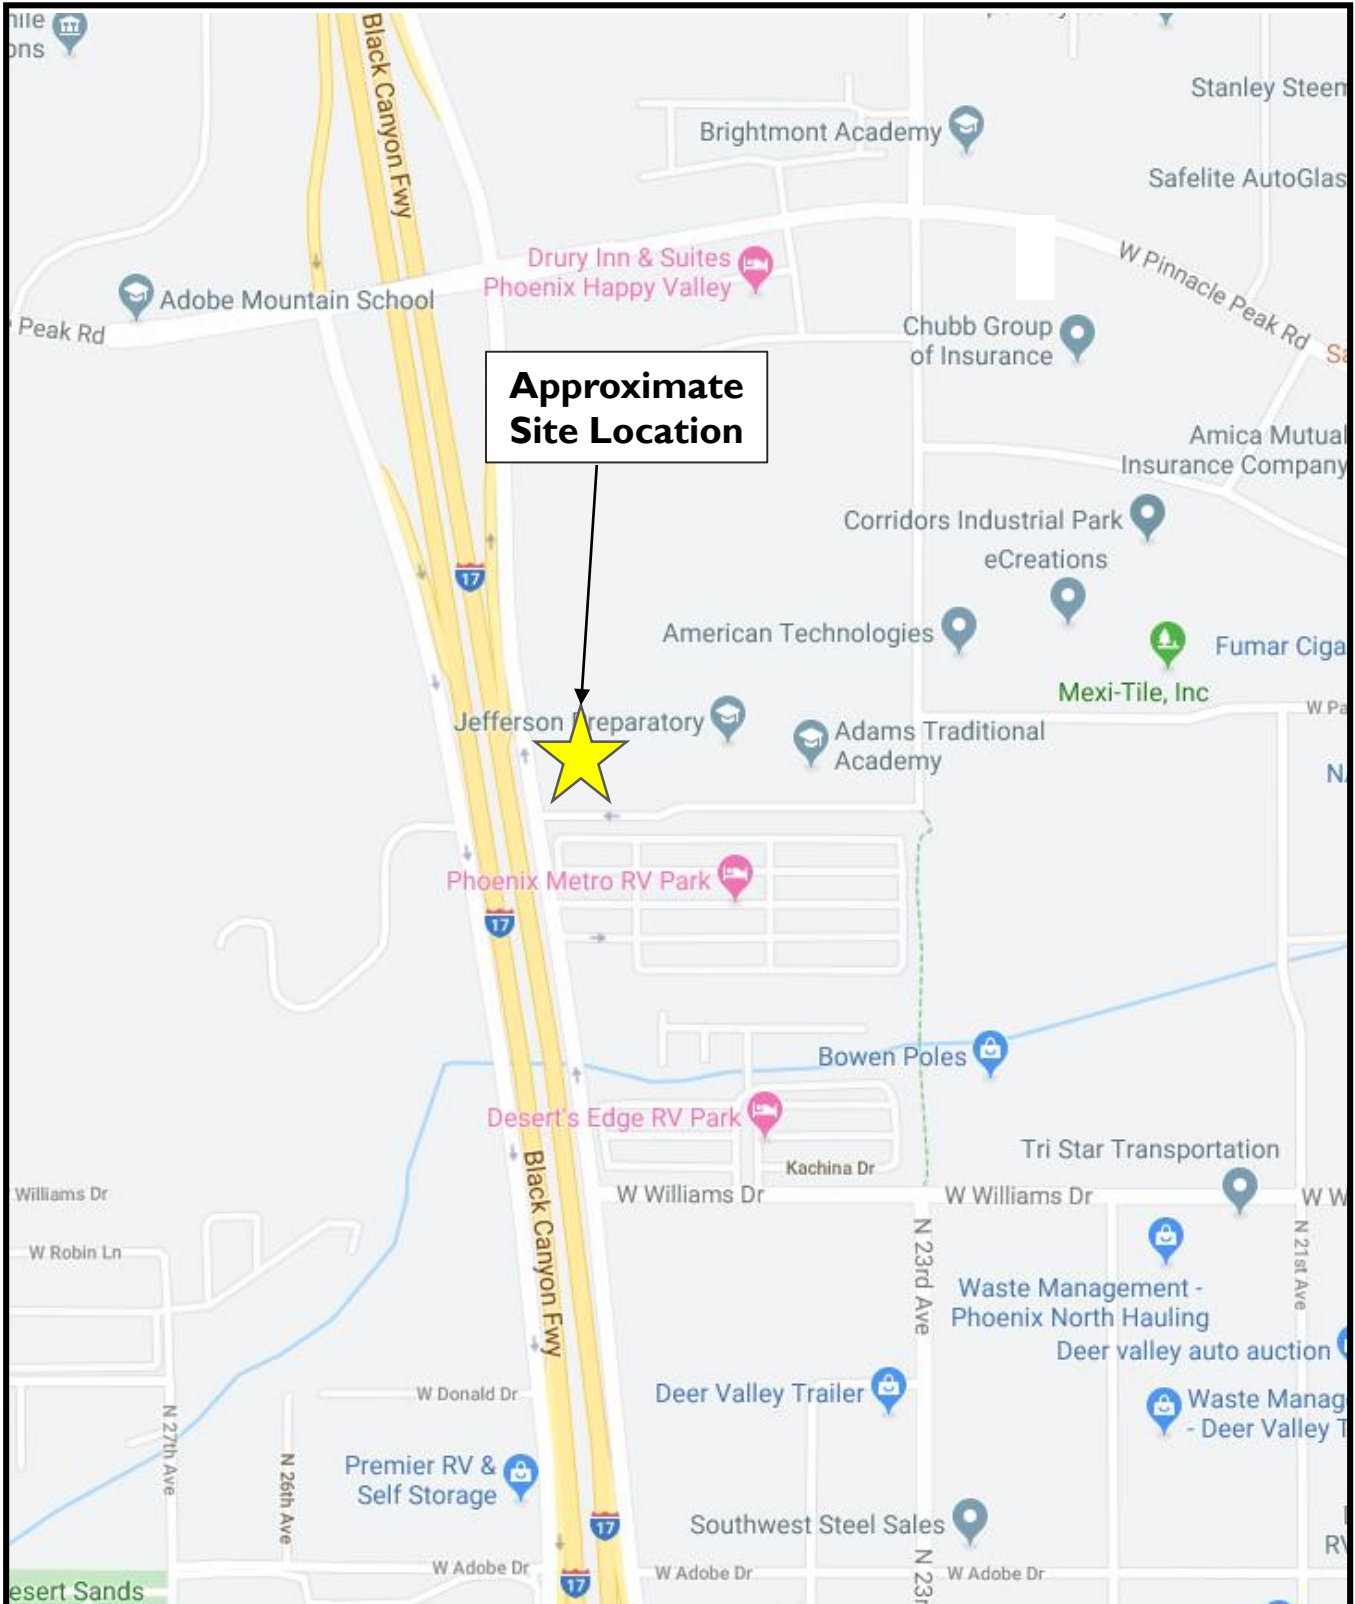 ons
Black Canyon Fwy
Stanley Steem
Brightmont Academy
Safelite AutoGlas
Drury Inn & Suites
Phoenix Happy Valley
W Pinnacle Peak Rd
Adobe Mountain School
Peak Rd
Chubb Group
of Insurance
Sa
Approximate
Site Location
Amica Mutual
Insurance Company
Corridors Industrial Park
eCreations
17
American Technologies
Fumar Ciga
Mexi-Tile, Inc
W Pa
Jefferson Preparatory
Adams Traditional
Academy
Phoenix Metro RV Park
17
Bowen Poles
Desert's Edge RV Park
Kachina Dr
Tri Star Transportation
Williams Dr
W Williams Dr
W Williams Dr
W W
Black Canyon Fwy
N 23rd Ave
N 21st Ave
W Robin Ln
Waste Management -
Phoenix North Hauling
Deer valley auto auction
W Donald Dr
Deer Valley Trailer
Waste Manag
- Deer Valley T
N 27th Ave
N 26th Ave
Premier RV &
Self Storage
17
Southwest Steel Sales
RV
W Adobe Dr
W Adobe Dr
N 23r
W Adobe Dr
17
esert Sands